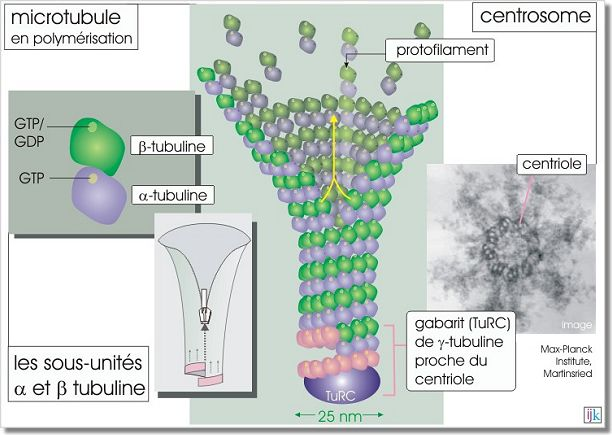 microtubule
en polymérisation
centrosome
protofilament
GTP/
GDP
β-tubuline
GTP
α-tubuline
centriole
image
Max-Planck
Institute,
Martinsried
gabarit (TuRC)
de γ-tubuline
proche du
centriole
les sous-unités
α et β tubuline
TuRC
25 nm
ijk